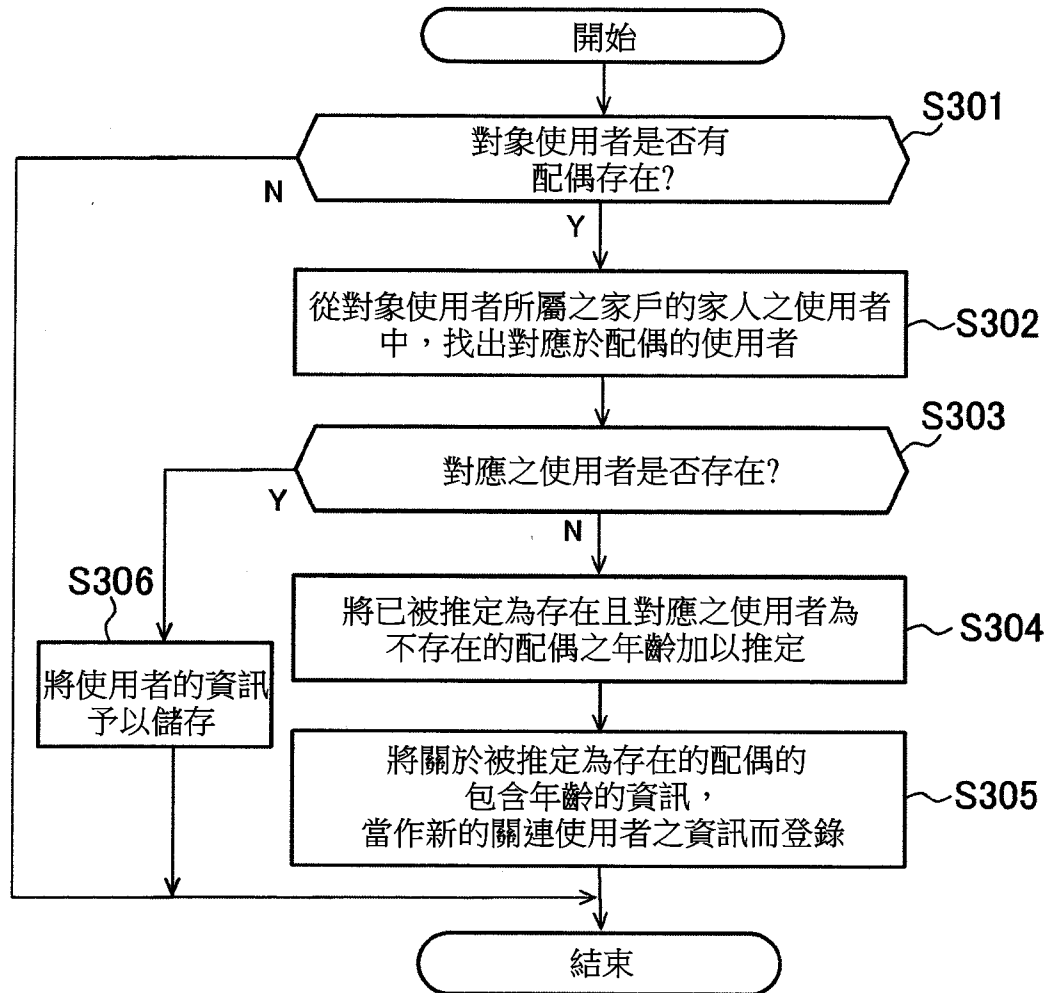 開始
S301
對象使用者是否有
配偶存在?
N
Y
從對象使用者所屬之家戶的家人之使用者
中，找出對應於配偶的使用者
S302
S303
對應之使用者是否存在?
Y
N
S306
將使用者的資訊
予以儲存
將已被推定為存在且對應之使用者為
不存在的配偶之年齡加以推定
S304
將關於被推定為存在的配偶的
包含年齡的資訊，
當作新的關連使用者之資訊而登錄
S305
結束